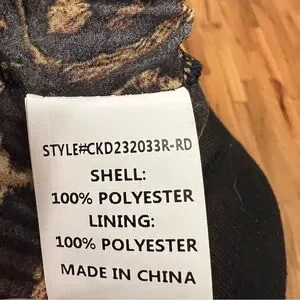 STYLE#CKD232033R-RD
SHELL:
100% POLYESTER
LINING:
100% POLYESTER
MADE IN CHINA